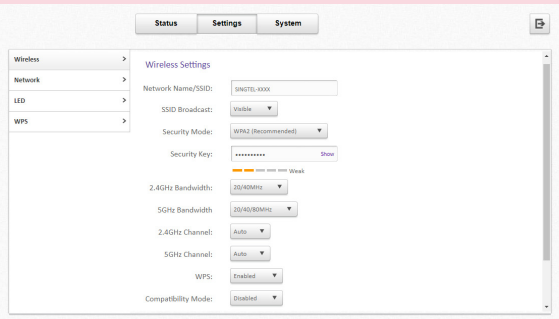 Status Settings System
Wireless
Network
LED
WPS
Wireless Settings
Network Name/SSID: SINGTEL-XXXX
SSID Broadcast: Visible
Security Mode: WPA2 (Recommended)
Security Key: •••••••••• Show
Weak
2.4GHz Bandwidth: 20/40MHz
5GHz Bandwidth 20/40/80MHz
2.4GHz Channel: Auto
5GHz Channel: Auto
WPS: Enabled
Compatibility Mode: Disabled